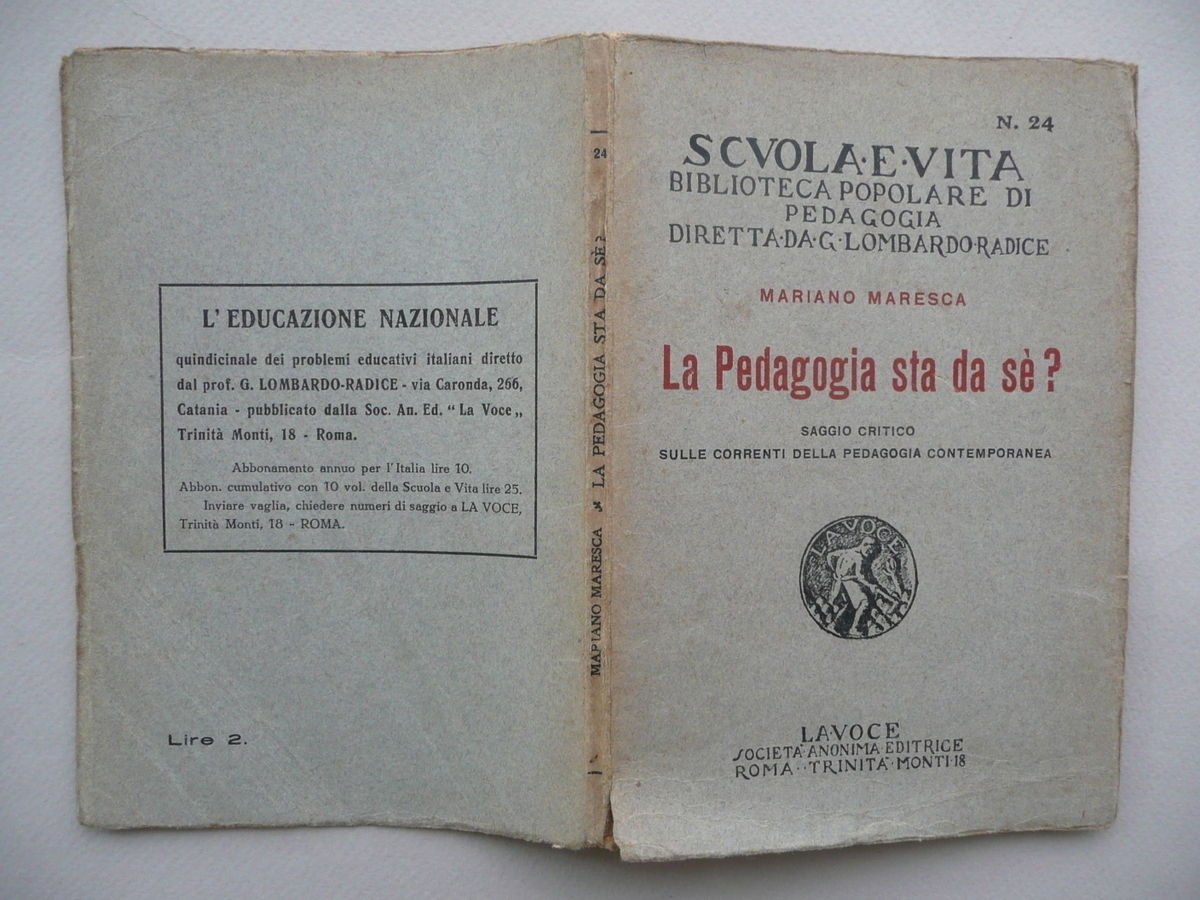 N. 24
SCVOLA·E·VITA
BIBLIOTECA POPOLARE DI
PEDAGOGIA
DIRETTA·DA·G·LOMBARDO·RADICE
MARIANO MARESCA
La Pedagogia sta da sè?
SAGGIO CRITICO
SULLE CORRENTI DELLA PEDAGOGIA CONTEMPORANEA
LA VOCE
LA·VOCE
SOCIETÀ·ANONIMA·EDITRICE
ROMA··TRINITÀ·MONTI·18
MARIANO MARESCA LA PEDAGOGIA STA DA SÈ? 24
L'EDUCAZIONE NAZIONALE
quindicinale dei problemi educativi italiani diretto
dal prof. G. LOMBARDO-RADICE - via Caronda, 266,
Catania - pubblicato dalla Soc. An. Ed. "La Voce„
Trinità Monti, 18 - Roma.
Abbonamento annuo per l'Italia lire 10.
Abbon. cumulativo con 10 vol. della Scuola e Vita lire 25.
Inviare vaglia, chiedere numeri di saggio a LA VOCE,
Trinità Monti, 18 - ROMA.
Lire 2.